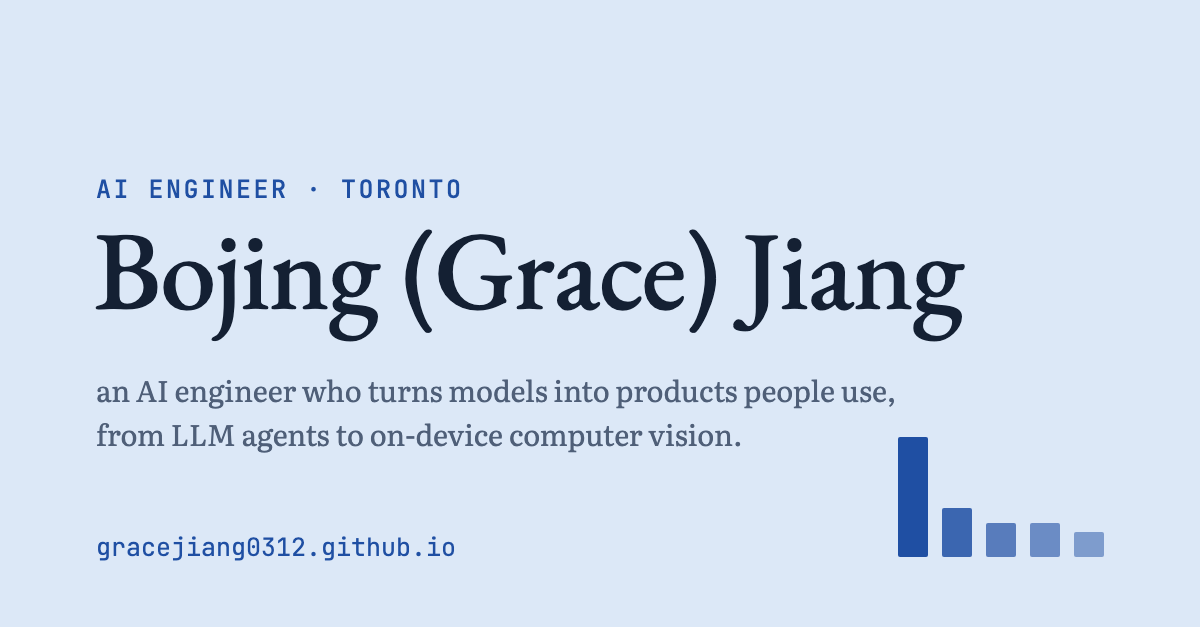 AI ENGINEER · TORONTO
Bojing (Grace) Jiang
an AI engineer who turns models into products people use,
from LLM agents to on-device computer vision.
gracejiang0312.github.io